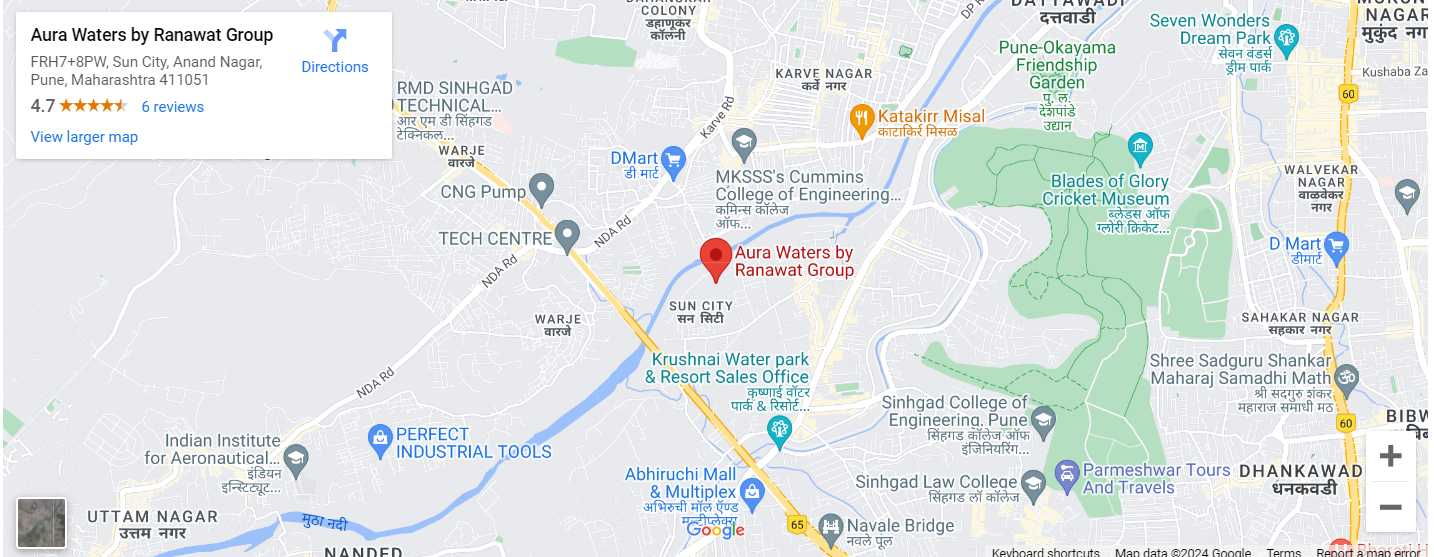 Aura Waters by Ranawat Group
FRH7+8PW, Sun City, Anand Nagar,
Pune, Maharashtra 411051
4.7
6 reviews
View larger map
Directions
COLONY
डहाणूकर
कॉलनी
DP R
दत्तवाडी
Seven Wonders
Dream Park
सेवन वंडर्स
ड्रीम पार्क
NAGAR
मुकुंद नग
Kushaba Za
60
Pune-Okayama
Friendship
Garden
पु. ल.
देशपांडे
उद्यान
KARVE NAGAR
कर्वे नगर
Karve Rd
RMD SINHGAD
TECHNICAL...
आर एम डी सिंहगड
टेक्निकल...
WARJE
वारजे
Katakirr Misal
काटाकिर्र मिसळ
DMart
डी मार्ट
MKSSS's Cummins
College of Engineering...
कमिन्स कॉलेज
ऑफ...
CNG Pump
Blades of Glory
Cricket Museum
ब्लेड्स ऑफ
ग्लोरी क्रिकेट...
WALVEKAR
NAGAR
वाळवेकर
नगर
TECH CENTRE
NDA Rd
NDA Rd
D Mart
डीमार्ट
Aura Waters by
Ranawat Group
SUN CITY
सन सिटी
WARJE
वारजे
SAHAKAR NAGAR
सहकार नगर
Krushnai Water park
& Resort Sales Office
कृष्णाई वॉटर
पार्क & रिसोर्ट...
Shree Sadguru Shankar
Maharaj Samadhi Math
श्री सदगुरु शंकर
महाराज समाधी मठ
NDA Rd
Sinhgad College of
Engineering, Pune
सिंहगड कॉलेज ऑफ
इंजिनियरिंग...
60
BIBW
Indian Institute
for Aeronautical...
इंडियन
इन्स्टिट्यूट...
PERFECT
INDUSTRIAL TOOLS
Abhiruchi Mall
& Multiplex
अभिरुची मॉल ऍण्ड
मल्टीप्लेक्स
Sinhgad Law College
सिंहगड लॉ कॉलेज
Parmeshwar Tours
And Travels
DHANKAWAD
धनकवडी
UTTAM NAGAR
उत्तम नगर
मुठा नदी
NANDED
Google
65
Navale Bridge
नवले पूल
Keyboard shortcuts
Map data ©2024 Google
Terms
Report a map error